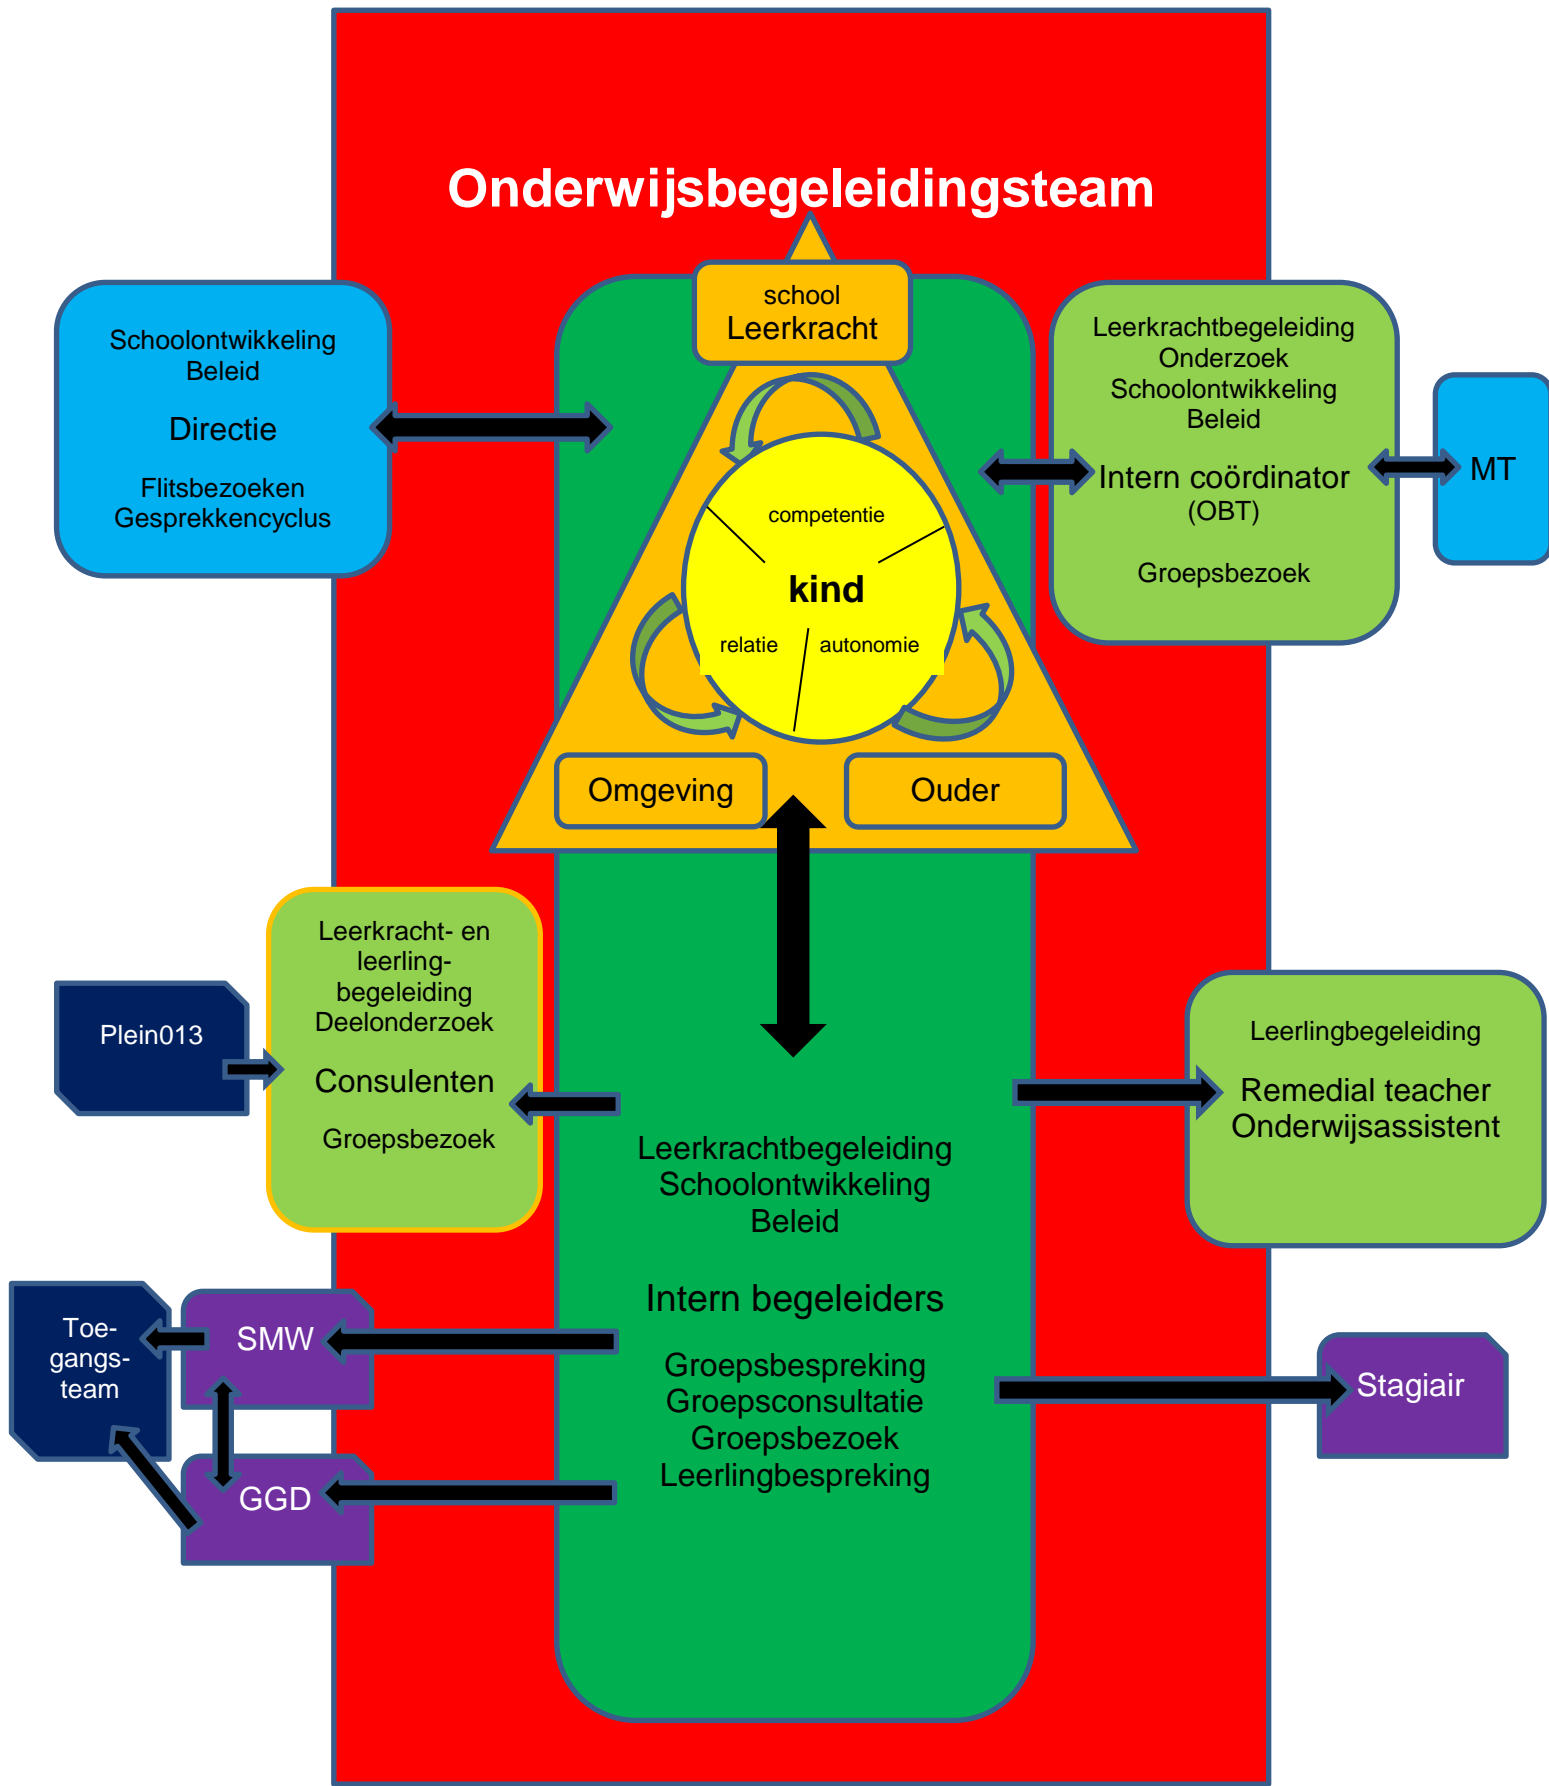 Onderwijsbegeleidingsteam
school
Leerkracht
Schoolontwikkeling
Beleid
Directie
Flitsbezoeken
Gesprekkencyclus
Leerkrachtbegeleiding
Onderzoek
Schoolontwikkeling
Beleid
Intern coördinator
(OBT)
Groepsbezoek
MT
competentie
kind
relatie
autonomie
Omgeving
Ouder
Leerkracht- en
leerling-
begeleiding
Deelonderzoek
Consulenten
Groepsbezoek
Plein013
Leerlingbegeleiding
Remedial teacher
Onderwijsassistent
Leerkrachtbegeleiding
Schoolontwikkeling
Beleid
Intern begeleiders
Groepsbespreking
Groepsconsultatie
Groepsbezoek
Leerlingbespreking
Toe-
gangs-
team
SMW
GGD
Stagiair